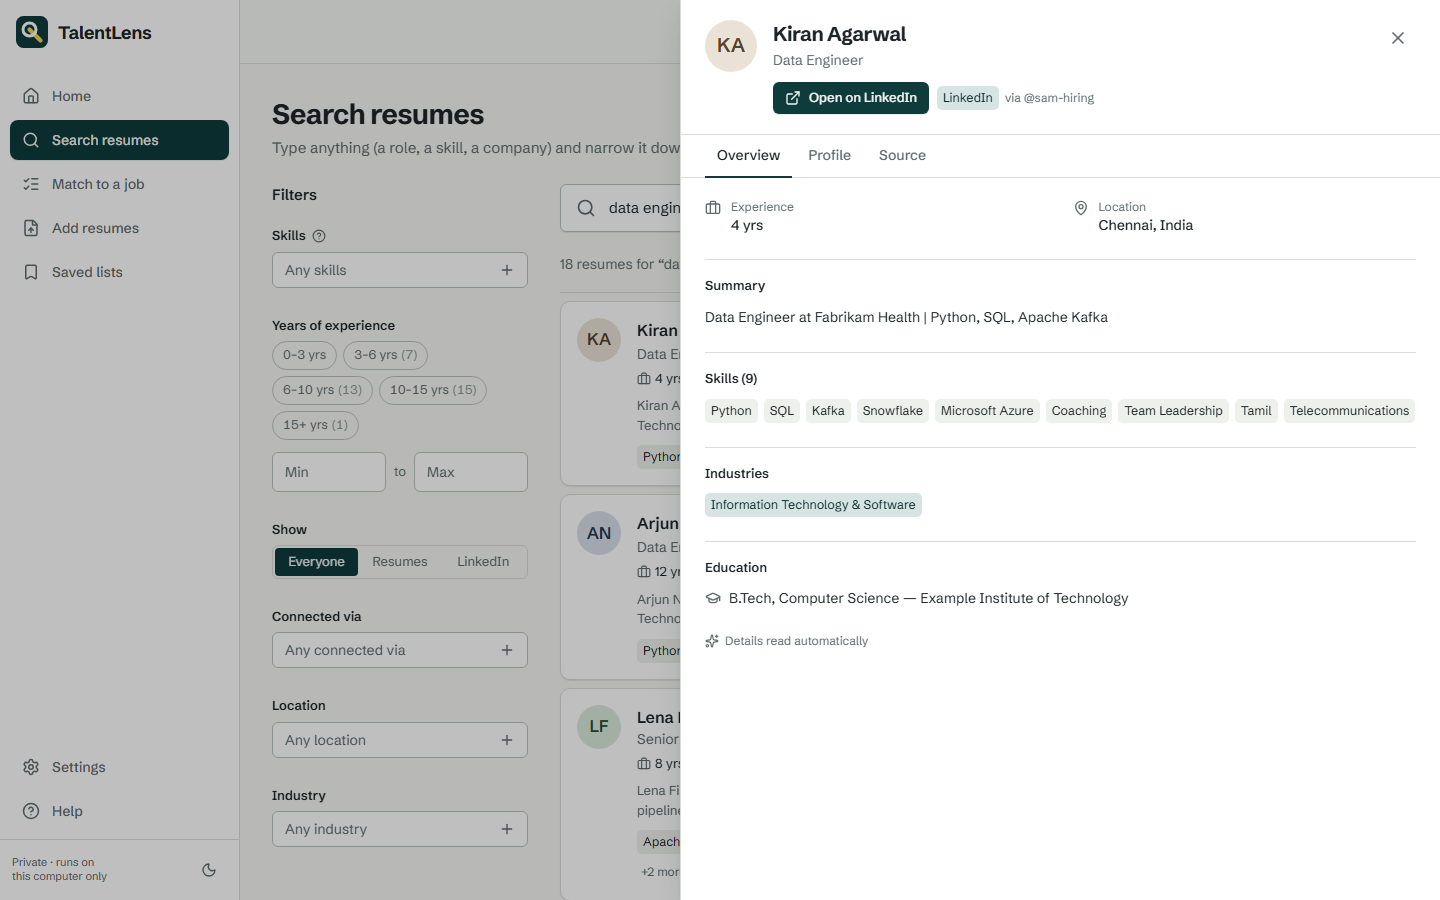 TalentLens
Home
Search resumes
Match to a job
Add resumes
Saved lists
Settings
Help
Private · runs on
this computer only
Search resumes
Type anything (a role, a skill, a company) and narrow it dow
Filters
Skills
Any skills
Years of experience
0–3 yrs
3–6 yrs (7)
6–10 yrs (13)
10–15 yrs (15)
15+ yrs (1)
Min
to
Max
Show
Everyone
Resumes
LinkedIn
Connected via
Any connected via
Location
Any location
Industry
Any industry
data engin
18 resumes for “da
KA
Kiran
Data E
4 yrs
Kiran A
Techno
Python
AN
Arjun
Data E
12 yr
Arjun N
Techno
Python
LF
Lena
Senior
8 yrs
Lena Fi
pipeline
Apach
+2 mor
KA
Kiran Agarwal
Data Engineer
Open on LinkedIn
LinkedIn
via @sam-hiring
Overview
Profile
Source
Experience
4 yrs
Location
Chennai, India
Summary
Data Engineer at Fabrikam Health | Python, SQL, Apache Kafka
Skills (9)
Python
SQL
Kafka
Snowflake
Microsoft Azure
Coaching
Team Leadership
Tamil
Telecommunications
Industries
Information Technology & Software
Education
B.Tech, Computer Science — Example Institute of Technology
Details read automatically